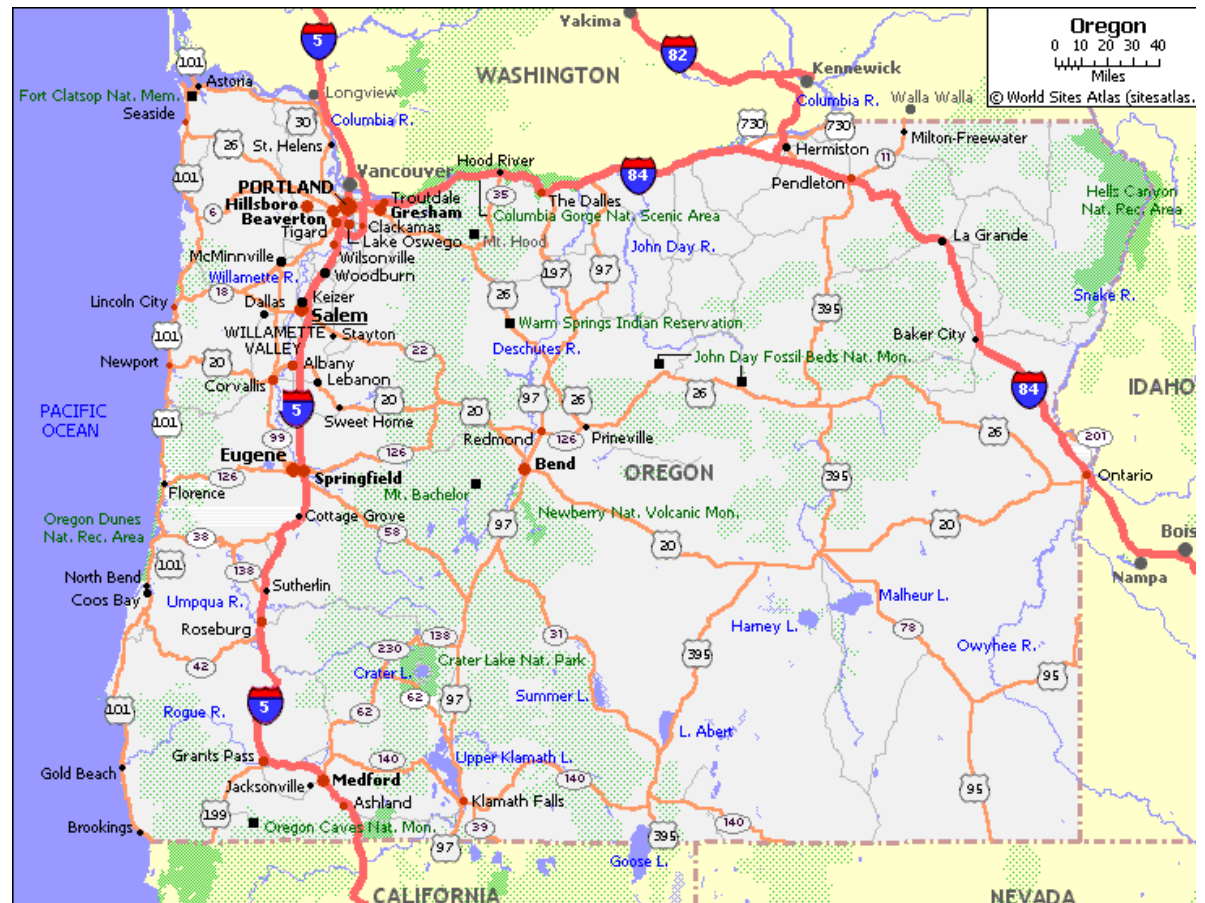 Oregon
0 10 20 30 40
Miles
© World Sites Atlas (sitesatlas.
5
Yakima
82
WASHINGTON
Kennewick
Columbia R.
Walla Walla
101
Astoria
Fort Clatsop Nat. Mem.
Seaside
Longview
Columbia R.
30
26
St. Helens
730
730
Hermiston
Milton-Freewater
11
Vancouver
Hood River
84
Pendleton
101
PORTLAND
Hillsboro
Beaverton
Tigard
Troutdale
Gresham
Clackamas
Lake Oswego
35
The Dalles
Columbia Gorge Nat. Scenic Area
Mt. Hood
John Day R.
Hells Canyon
Nat. Rec. Area
6
La Grande
McMinnville
Wilsonville
Willamette R.
Woodburn
197
97
26
395
Snake R.
Lincoln City
18
Dallas
Keizer
Salem
101
WILLAMETTE
VALLEY
Stayton
22
Warm Springs Indian Reservation
Deschutes R.
Baker City
Newport
20
Albany
Corvallis
Lebanon
John Day Fossil Beds Nat. Mon.
84
IDAHO
PACIFIC
OCEAN
101
5
20
Sweet Home
20
97
26
26
26
99
Redmond
126
Prineville
201
Eugene
126
Springfield
126
Bend
OREGON
395
Ontario
Florence
Mt. Bachelor
Newberry Nat. Volcanic Mon.
Oregon Dunes
Nat. Rec. Area
Cottage Grove
38
58
97
20
20
Bois
Nampa
101
138
North Bend
Coos Bay
Sutherlin
Umpqua R.
Roseburg
Malheur L.
Harney L.
78
Owyhee R.
42
230
138
31
Crater Lake Nat. Park
Crater L.
395
95
101
Rogue R.
5
62
62
97
Summer L.
L. Abert
Gold Beach
Grants Pass
140
Upper Klamath L.
140
Jacksonville
Medford
95
Brookings
199
Ashland
Klamath Falls
Oregon Caves Nat. Mon.
39
97
395
140
Goose L.
CALIFORNIA
NEVADA